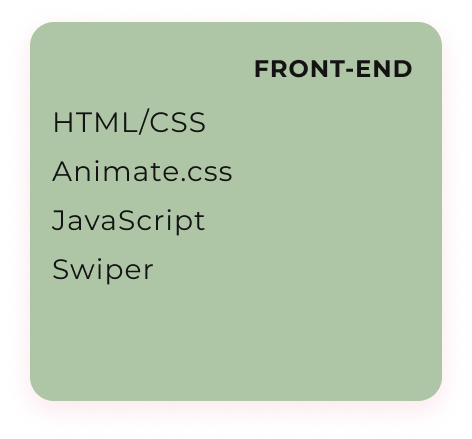 FRONT-END
HTML/CSS
Animate.css
JavaScript
Swiper